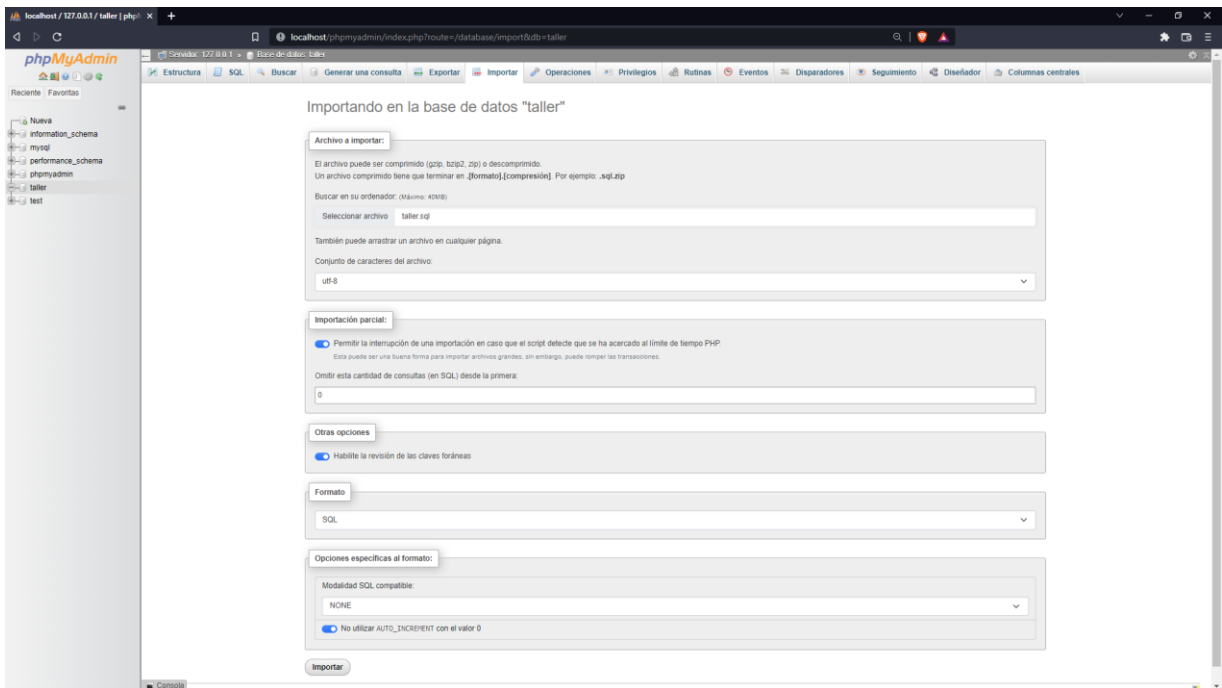 localhost / 127.0.0.1 / taller | php
localhost/phpmyadmin/index.php?route=/database/import&db=taller
phpMyAdmin
Reciente Favoritas
Nueva
information_schema
mysql
performance_schema
phpmyadmin
taller
test
Servidor: 127.0.0.1 » Base de datos: taller
Estructura SQL Buscar Generar una consulta Exportar Importar Operaciones Privilegios Rutinas Eventos Disparadores Seguimiento Diseñador Columnas centrales
Importando en la base de datos "taller"
Archivo a importar:
El archivo puede ser comprimido (gzip, bzip2, zip) o descomprimido.
Un archivo comprimido tiene que terminar en .[formato].[compresión]. Por ejemplo: .sql.zip
Buscar en su ordenador: (Máximo: 40MB)
Seleccionar archivo taller.sql
También puede arrastrar un archivo en cualquier página.
Conjunto de caracteres del archivo:
utf-8
Importación parcial:
Permitir la interrupción de una importación en caso que el script detecte que se ha acercado al límite de tiempo PHP.
Esta puede ser una buena forma para importar archivos grandes, sin embargo, puede romper las transacciones.
Omitir esta cantidad de consultas (en SQL) desde la primera:
0
Otras opciones
Habilite la revisión de las claves foráneas
Formato
SQL
Opciones específicas al formato:
Modalidad SQL compatible:
NONE
No utilizar AUTO_INCREMENT con el valor 0
Importar
Console